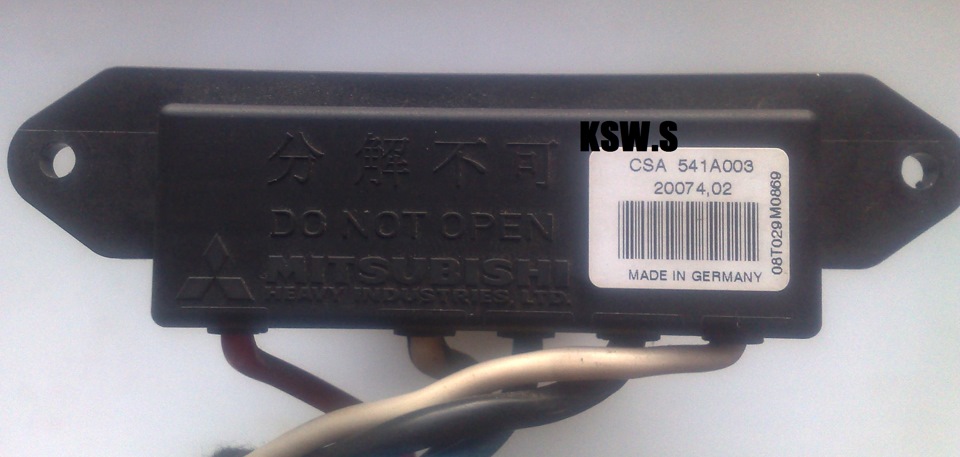 分解不可
DO NOT OPEN
MITSUBISHI
HEAVY INDUSTRIES, LTD.
KSW.S
CSA 541A003
20074,02
MADE IN GERMANY
08T029M0869